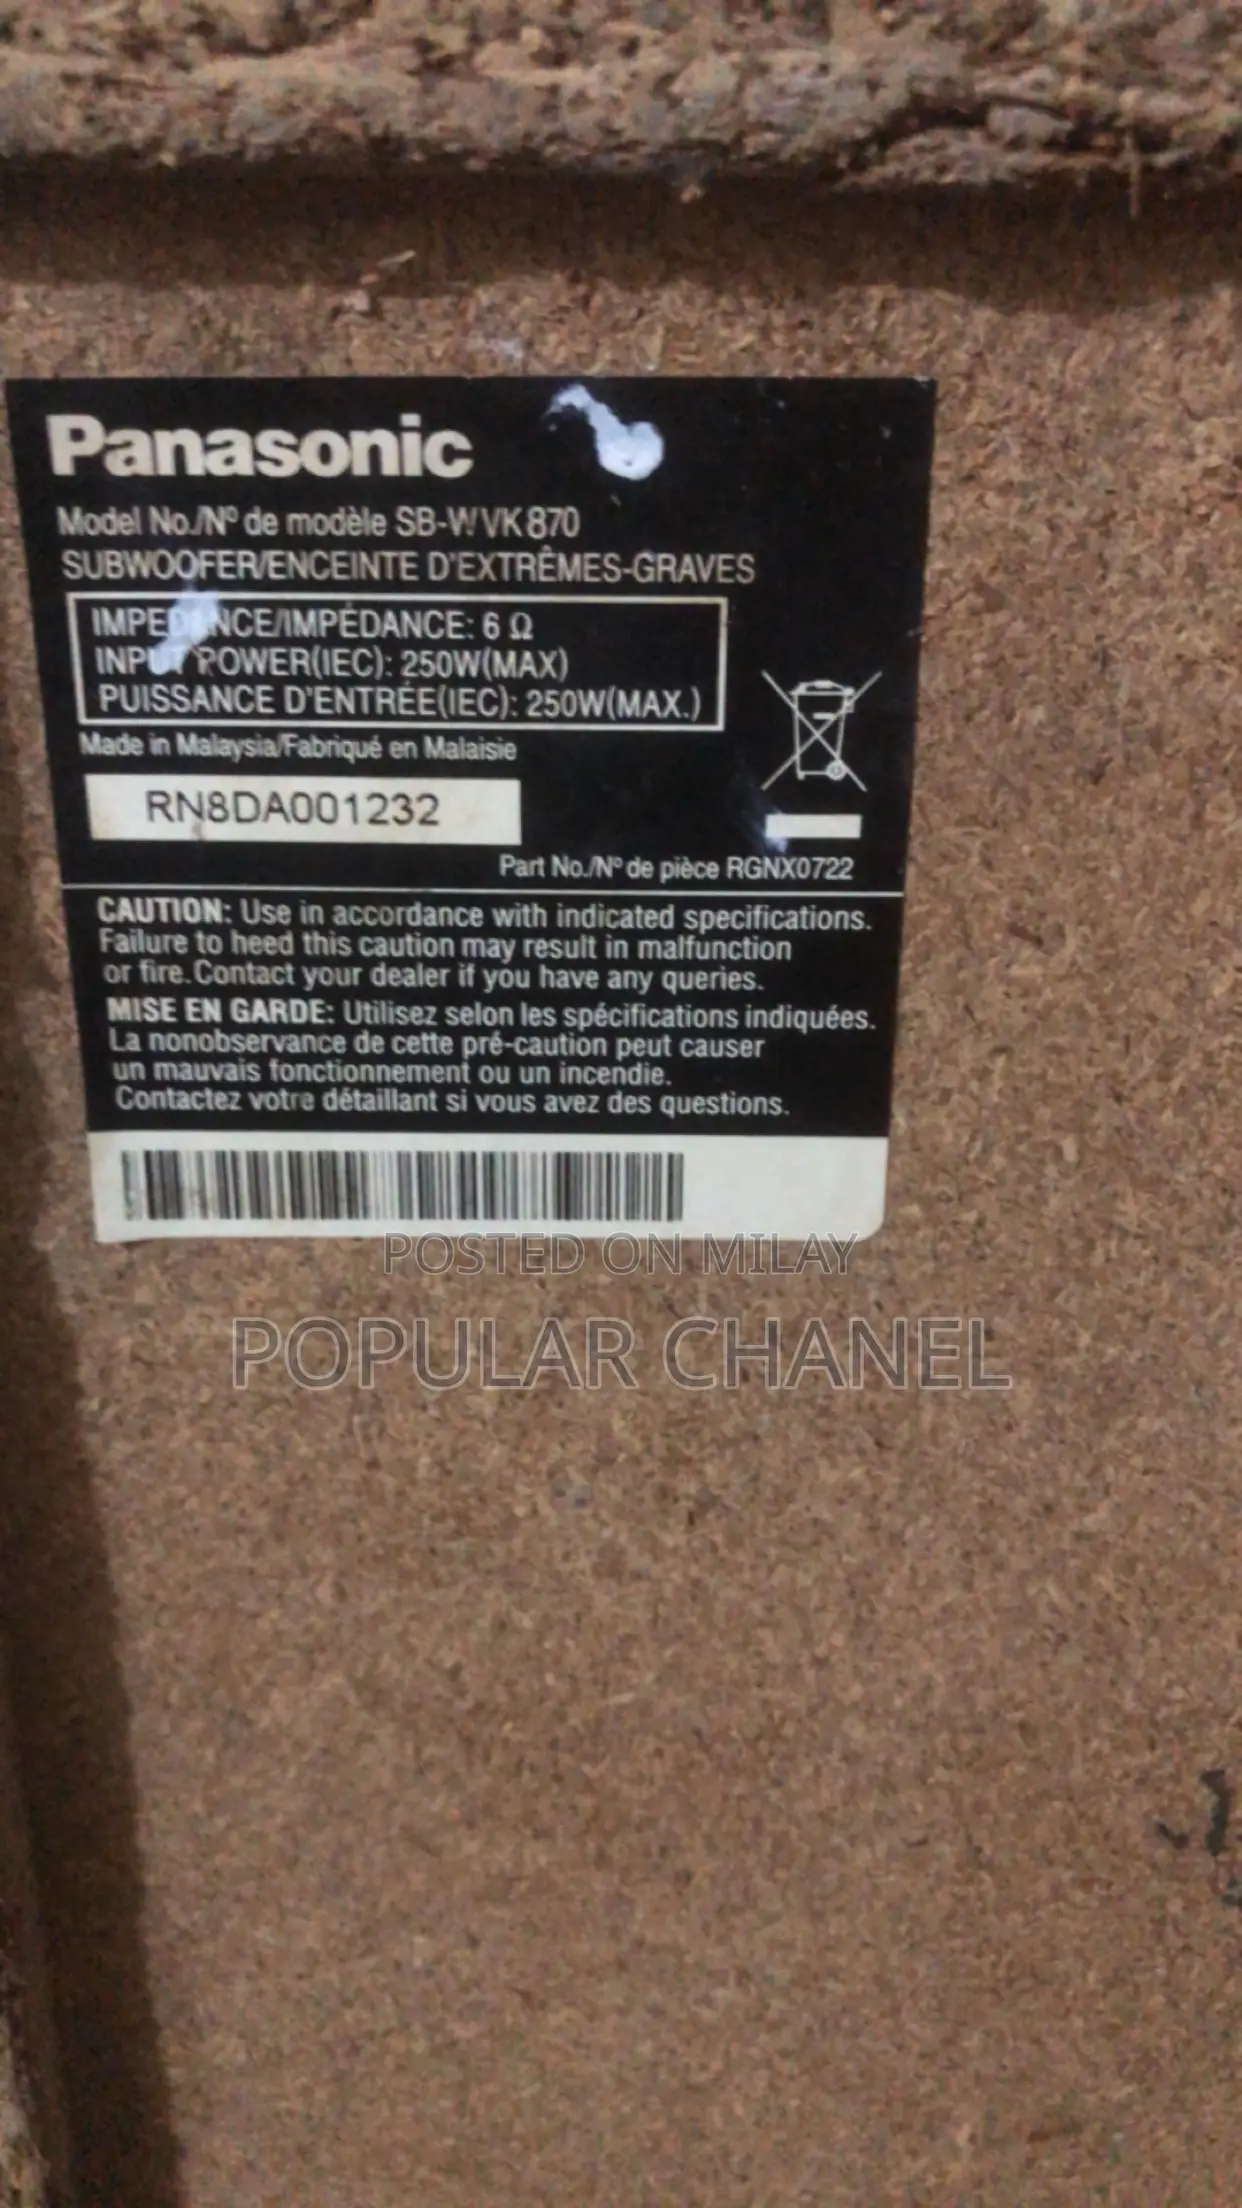 Panasonic
Model No./Nº de modèle SB-WVK870
SUBWOOFER/ENCEINTE D'EXTRÊMES-GRAVES
IMPEDANCE/IMPÉDANCE: 6 Ω
INPUT POWER(IEC): 250W(MAX)
PUISSANCE D'ENTRÉE(IEC): 250W(MAX.)
Made in Malaysia/Fabriqué en Malaisie
RN8DA001232
Part No./Nº de pièce RGNX0722
CAUTION: Use in accordance with indicated specifications.
Failure to heed this caution may result in malfunction
or fire. Contact your dealer if you have any queries.
MISE EN GARDE: Utilisez selon les spécifications indiquées.
La nonobservance de cette pré-caution peut causer
un mauvais fonctionnement ou un incendie.
Contactez votre détaillant si vous avez des questions.
POSTED ON MILAY
POPULAR CHANEL